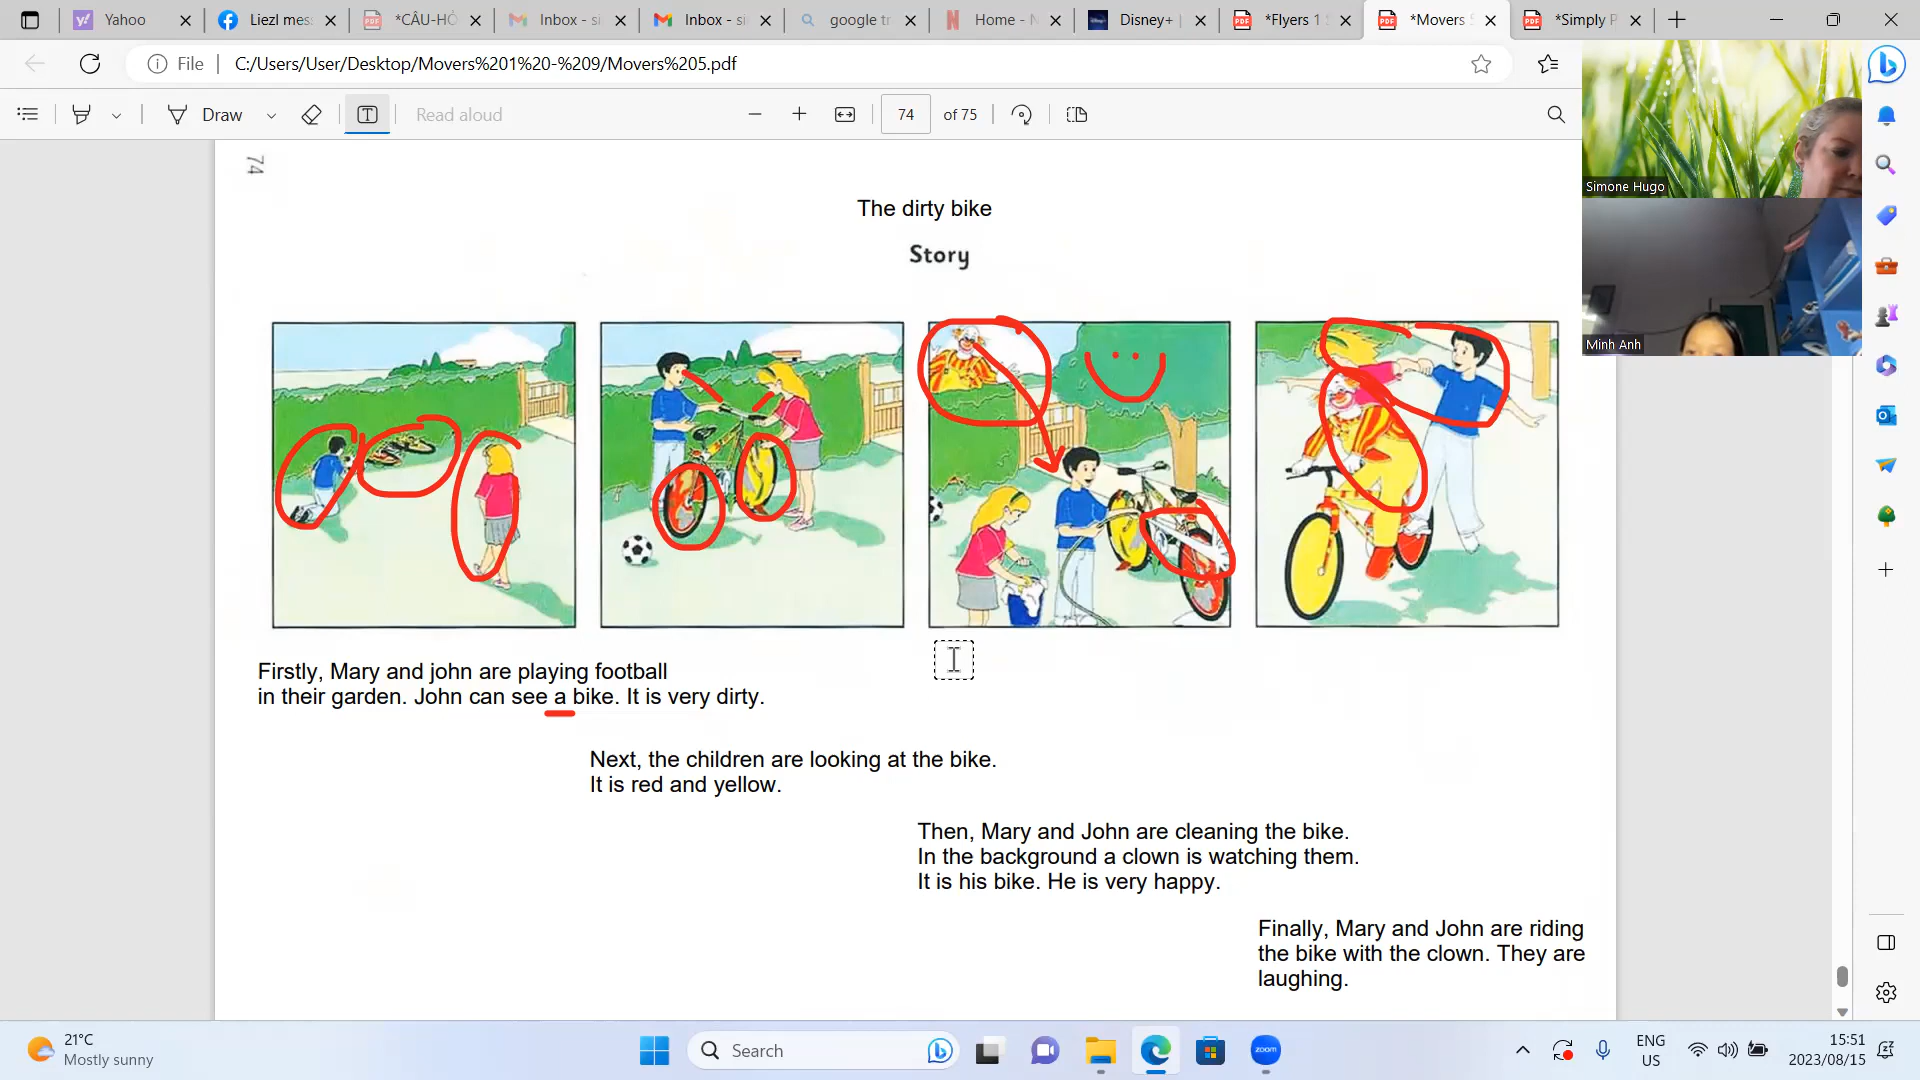 Yahoo
Liezl mes
*CÂU-HỎ
Inbox - si
Inbox - si
google tr
Home - N
Disney+ |
*Flyers 1
*Movers 5
*Simply P
File
C:/Users/User/Desktop/Movers%201%20-%209/Movers%205.pdf
Draw
Read aloud
74
of 75
74
The dirty bike
Story
Simone Hugo
Minh Anh
Firstly, Mary and john are playing football
in their garden. John can see a bike. It is very dirty.
Next, the children are looking at the bike.
It is red and yellow.
Then, Mary and John are cleaning the bike.
In the background a clown is watching them.
It is his bike. He is very happy.
Finally, Mary and John are riding
the bike with the clown. They are
laughing.
21°C
Mostly sunny
Search
zoom
ENG
US
15:51
2023/08/15